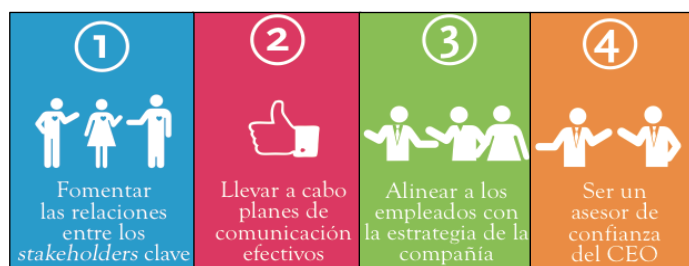 1
Fomentar
las relaciones
entre los
stakeholders clave
2
Llevar a cabo
planes de
comunicación
efectivos
3
Alinear a los
empleados con
la estrategia de la
compañía
4
Ser un
asesor de
confianza
del CEO